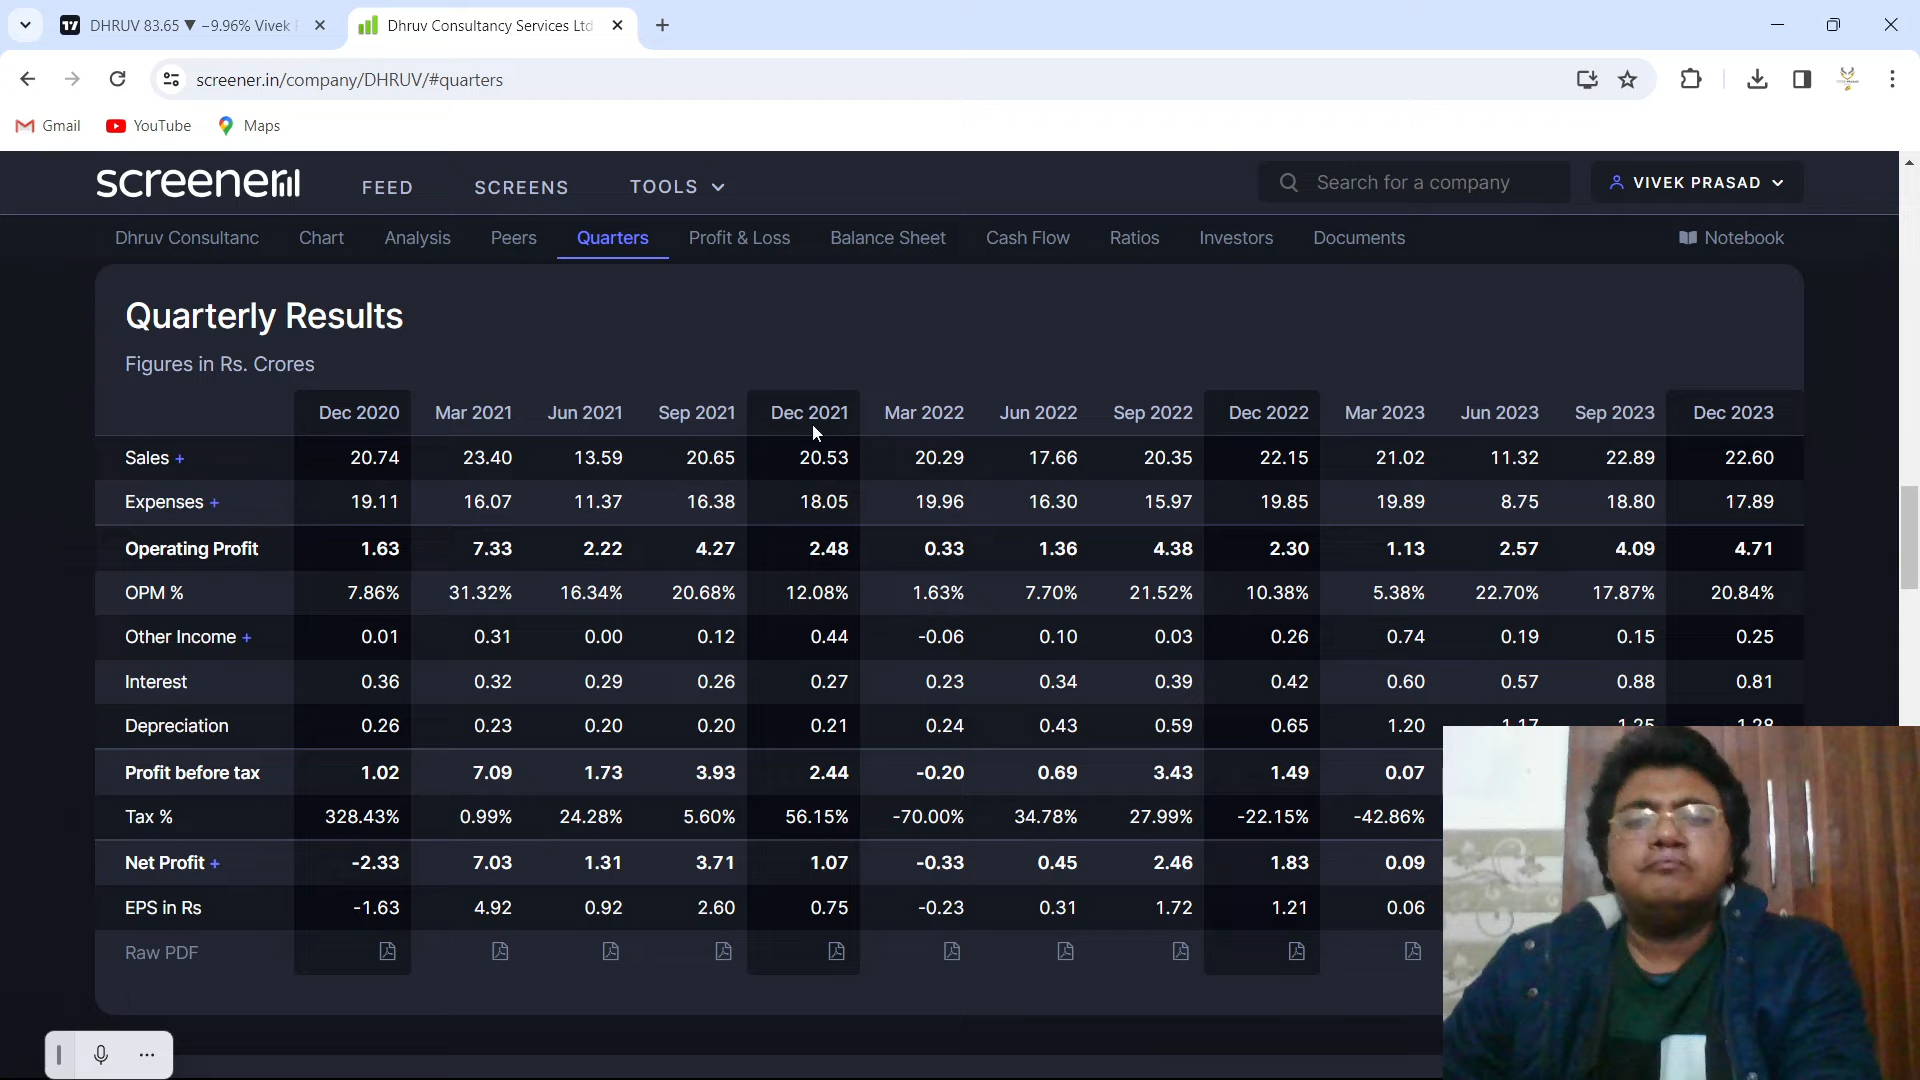 DHRUV 83.65 ▼ −9.96% Vivek
Dhruv Consultancy Services Ltd
screener.in/company/DHRUV/#quarters
Gmail YouTube Maps
screener FEED SCREENS TOOLS Search for a company VIVEK PRASAD
Dhruv Consultanc Chart Analysis Peers Quarters Profit & Loss Balance Sheet Cash Flow Ratios Investors Documents Notebook
Quarterly Results
Figures in Rs. Crores
Dec 2020 Mar 2021 Jun 2021 Sep 2021 Dec 2021 Mar 2022 Jun 2022 Sep 2022 Dec 2022 Mar 2023 Jun 2023 Sep 2023 Dec 2023
Sales + 20.74 23.40 13.59 20.65 20.53 20.29 17.66 20.35 22.15 21.02 11.32 22.89 22.60
Expenses + 19.11 16.07 11.37 16.38 18.05 19.96 16.30 15.97 19.85 19.89 8.75 18.80 17.89
Operating Profit 1.63 7.33 2.22 4.27 2.48 0.33 1.36 4.38 2.30 1.13 2.57 4.09 4.71
OPM % 7.86% 31.32% 16.34% 20.68% 12.08% 1.63% 7.70% 21.52% 10.38% 5.38% 22.70% 17.87% 20.84%
Other Income + 0.01 0.31 0.00 0.12 0.44 -0.06 0.10 0.03 0.26 0.74 0.19 0.15 0.25
Interest 0.36 0.32 0.29 0.26 0.27 0.23 0.34 0.39 0.42 0.60 0.57 0.88 0.81
Depreciation 0.26 0.23 0.20 0.20 0.21 0.24 0.43 0.59 0.65 1.20
Profit before tax 1.02 7.09 1.73 3.93 2.44 -0.20 0.69 3.43 1.49 0.07
Tax % 328.43% 0.99% 24.28% 5.60% 56.15% -70.00% 34.78% 27.99% -22.15% -42.86%
Net Profit + -2.33 7.03 1.31 3.71 1.07 -0.33 0.45 2.46 1.83 0.09
EPS in Rs -1.63 4.92 0.92 2.60 0.75 -0.23 0.31 1.72 1.21 0.06
Raw PDF